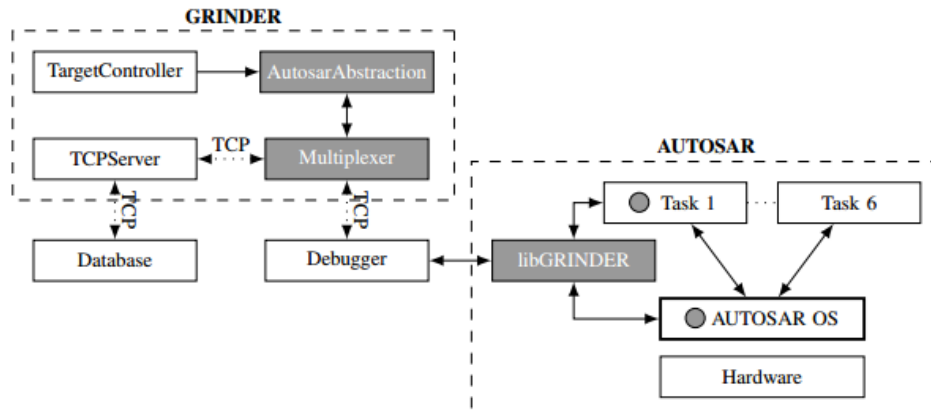 GRINDER
TargetController
AutosarAbstraction
TCP
TCPServer
Multiplexer
AUTOSAR
TCP
TCP
Task 1
Task 6
Database
Debugger
libGRINDER
AUTOSAR OS
Hardware